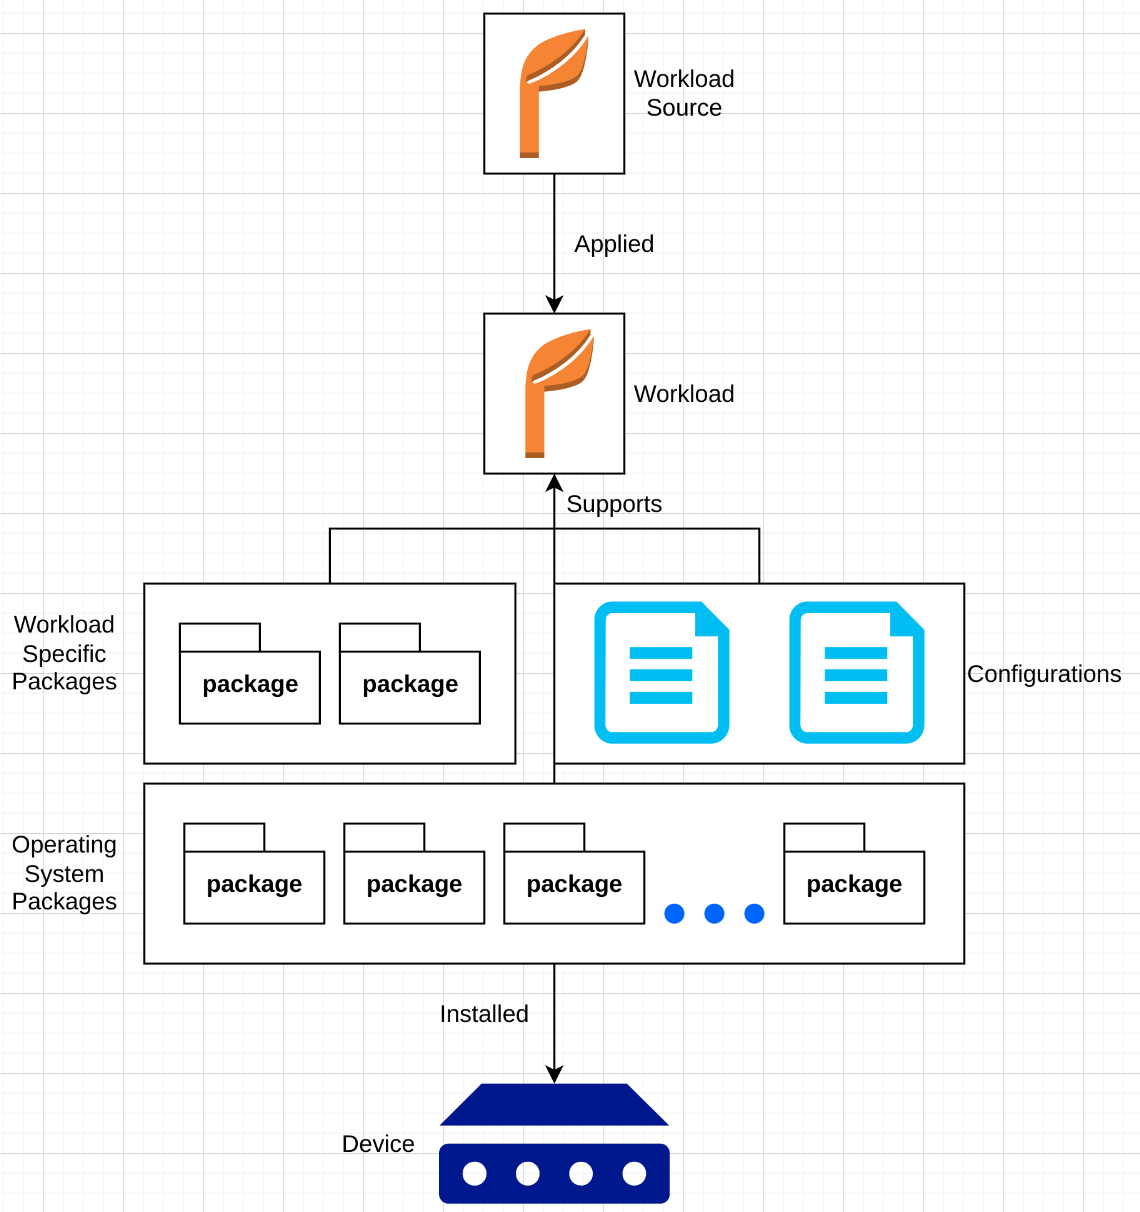 Workload
Source
Applied
Workload
Supports
Workload
Specific
Packages
package
package
Configurations
Operating
System
Packages
package
package
package
package
Installed
Device